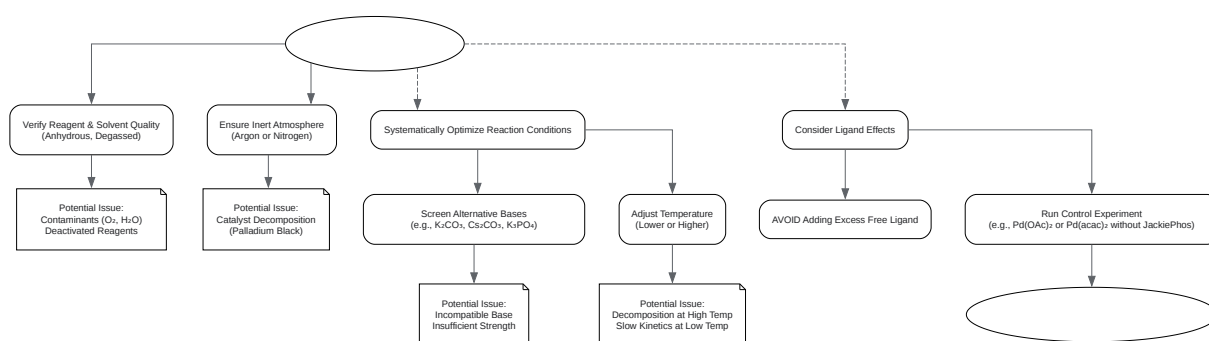 Verify Reagent & Solvent Quality
(Anhydrous, Degassed)
Ensure Inert Atmosphere
(Argon or Nitrogen)
Systematically Optimize Reaction Conditions
Consider Ligand Effects
Potential Issue:
Contaminants (O₂, H₂O)
Deactivated Reagents
Potential Issue:
Catalyst Decomposition
(Palladium Black)
Screen Alternative Bases
(e.g., K₂CO₃, Cs₂CO₃, K₃PO₄)
Adjust Temperature
(Lower or Higher)
AVOID Adding Excess Free Ligand
Run Control Experiment
(e.g., Pd(OAc)₂ or Pd(acac)₂ without JackiePhos)
Potential Issue:
Incompatible Base
Insufficient Strength
Potential Issue:
Decomposition at High Temp
Slow Kinetics at Low Temp